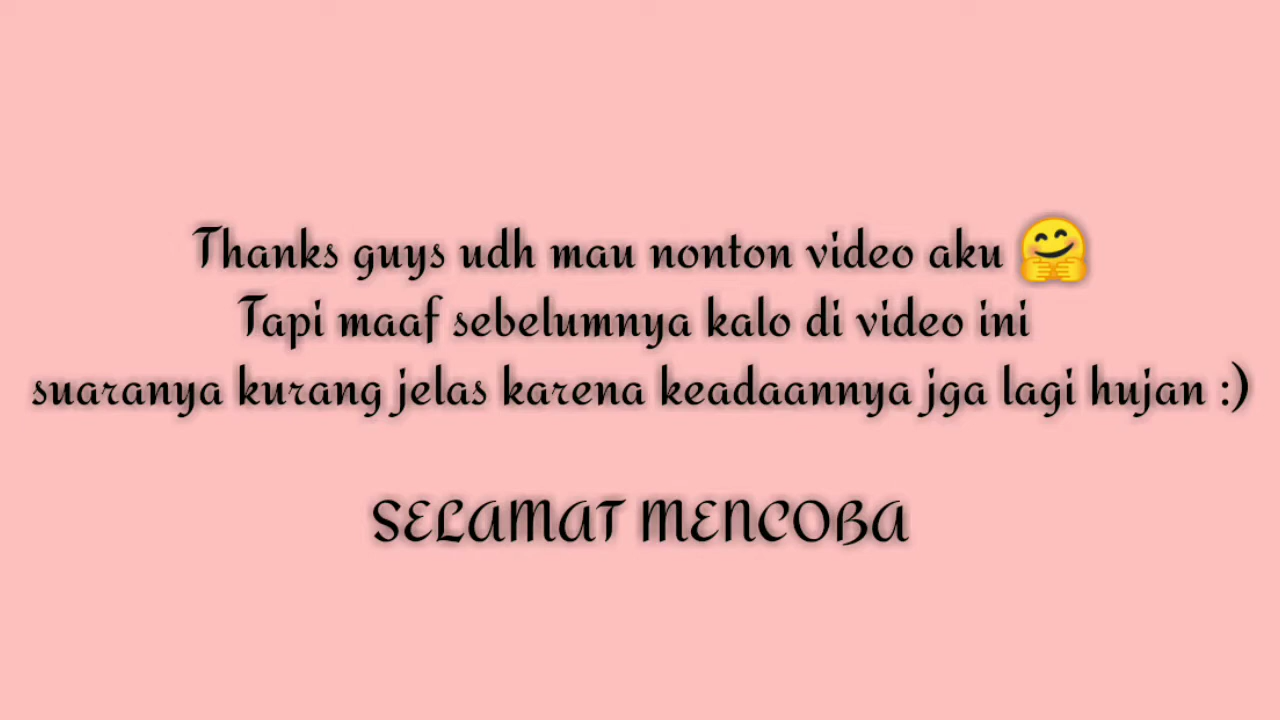 Thanks guys udh mau nonton video aku 🤗
Tapi maaf sebelumnya kalo di video ini
suaranya kurang jelas karena keadaannya jga lagi hujan :)
SELAMAT MENCOBA